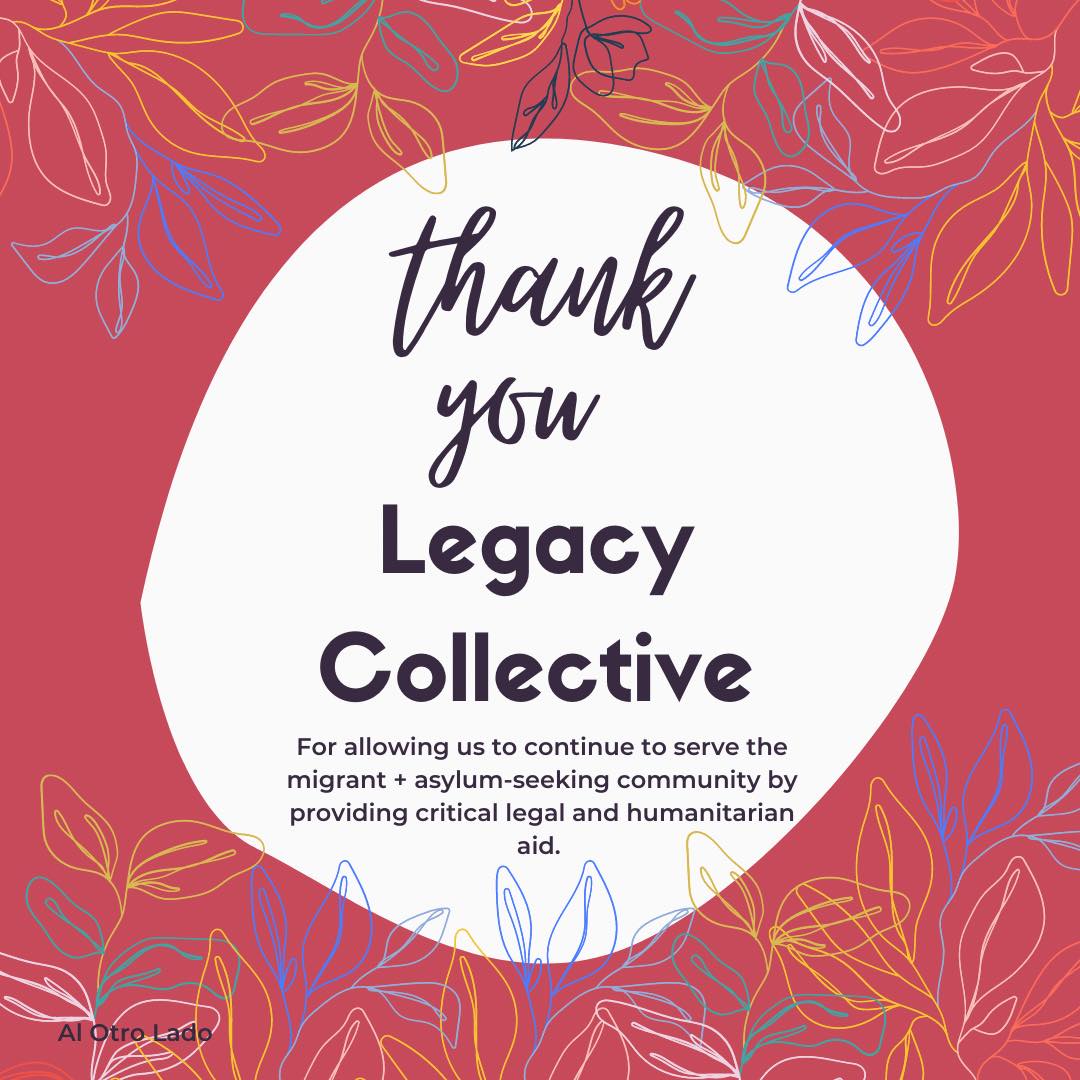 thank
you
Legacy
Collective
For allowing us to continue to serve the
migrant + asylum-seeking community by
providing critical legal and humanitarian
aid.
Al Otro Lado